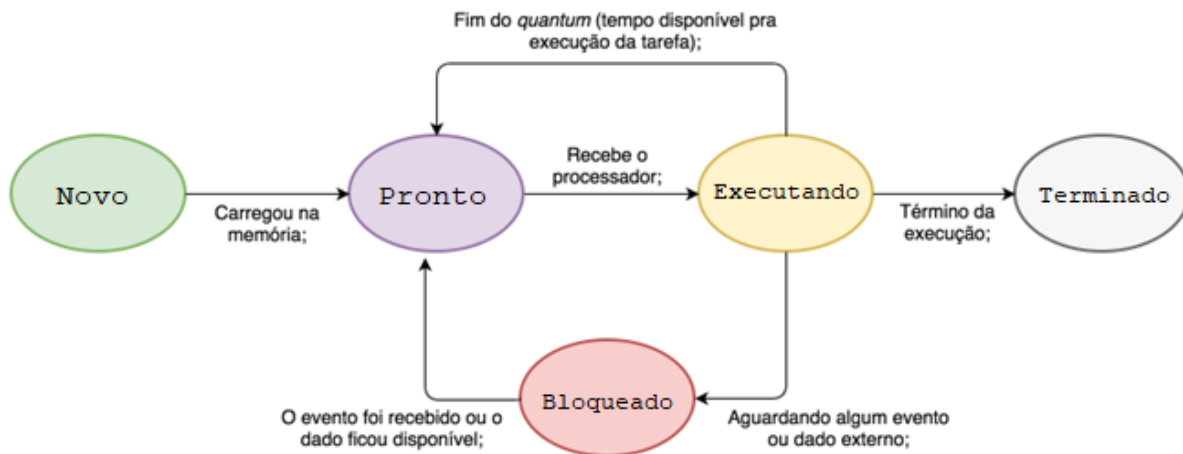 Fim do quantum (tempo disponível pra
execução da tarefa);
Novo
Carregou na
memória;
Pronto
Recebe o
processador;
Executando
Término da
execução;
Terminado
O evento foi recebido ou o
dado ficou disponível;
Bloqueado
Aguardando algum evento
ou dado externo;